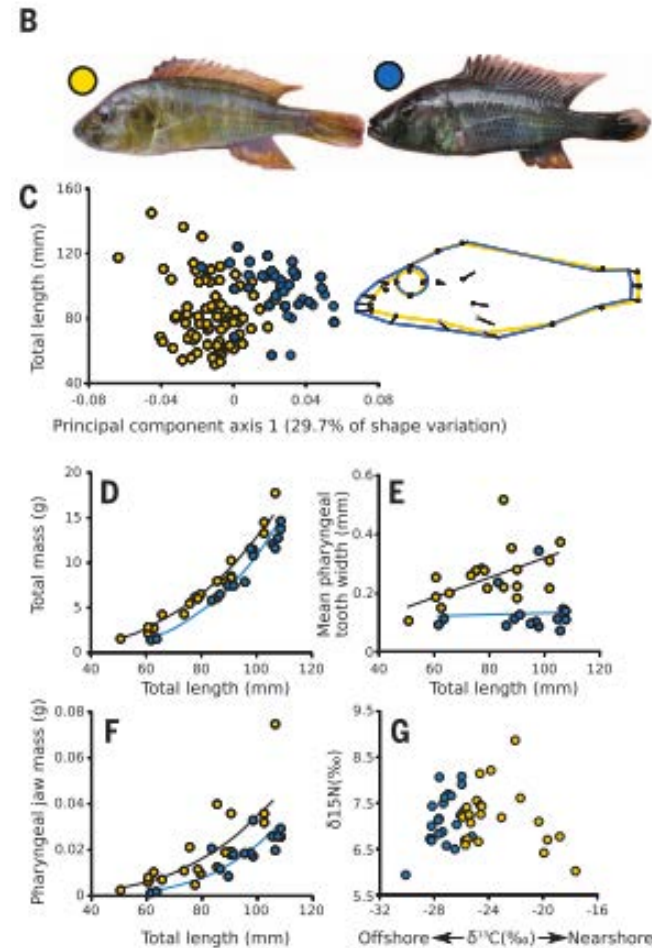 B
C
Total length (mm)
160
120
80
40
-0.08
-0.04
0
0.04
0.08
Principal component axis 1 (29.7% of shape variation)
D
Total mass (g)
20
15
10
5
0
40
60
80
100
120
Total length (mm)
E
Mean pharyngeal
tooth width (mm)
0.6
0.4
0.2
0
40
60
80
100
120
Total length (mm)
F
Pharyngeal jaw mass (g)
0.08
0.06
0.04
0.02
0
40
60
80
100
120
Total length (mm)
G
δ15N(‰)
9.5
8.5
7.5
6.5
5.5
-32
-28
-24
-20
-16
Offshore ◄─ δ¹³C(‰) ─► Nearshore